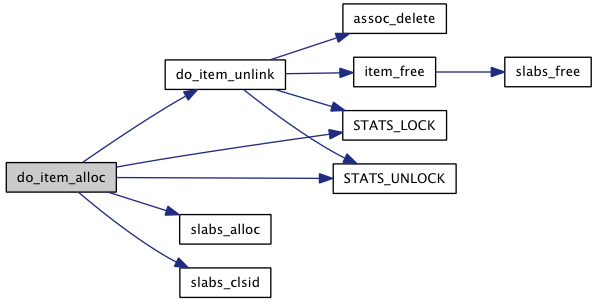 assoc_delete
do_item_unlink
item_free
slabs_free
STATS_LOCK
do_item_alloc
STATS_UNLOCK
slabs_alloc
slabs_clsid